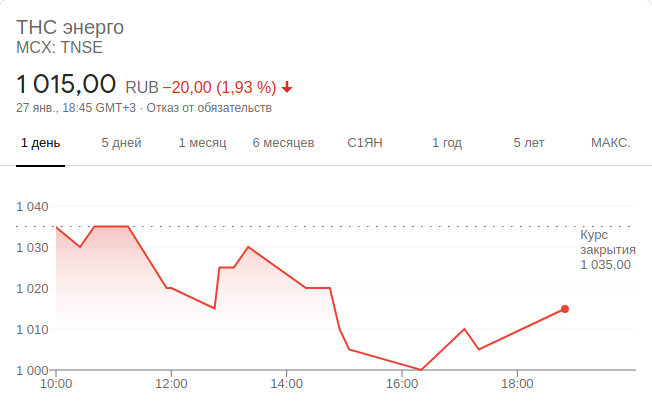 ТНС энерго
MCX: TNSE
1 015,00 RUB −20,00 (1,93 %)
27 янв., 18:45 GMT+3 · Отказ от обязательств
1 день 5 дней 1 месяц 6 месяцев С1ЯН 1 год 5 лет МАКС.
1 040
Курс
закрытия
1 035,00
1 030
1 020
1 010
1 000
10:00 12:00 14:00 16:00 18:00